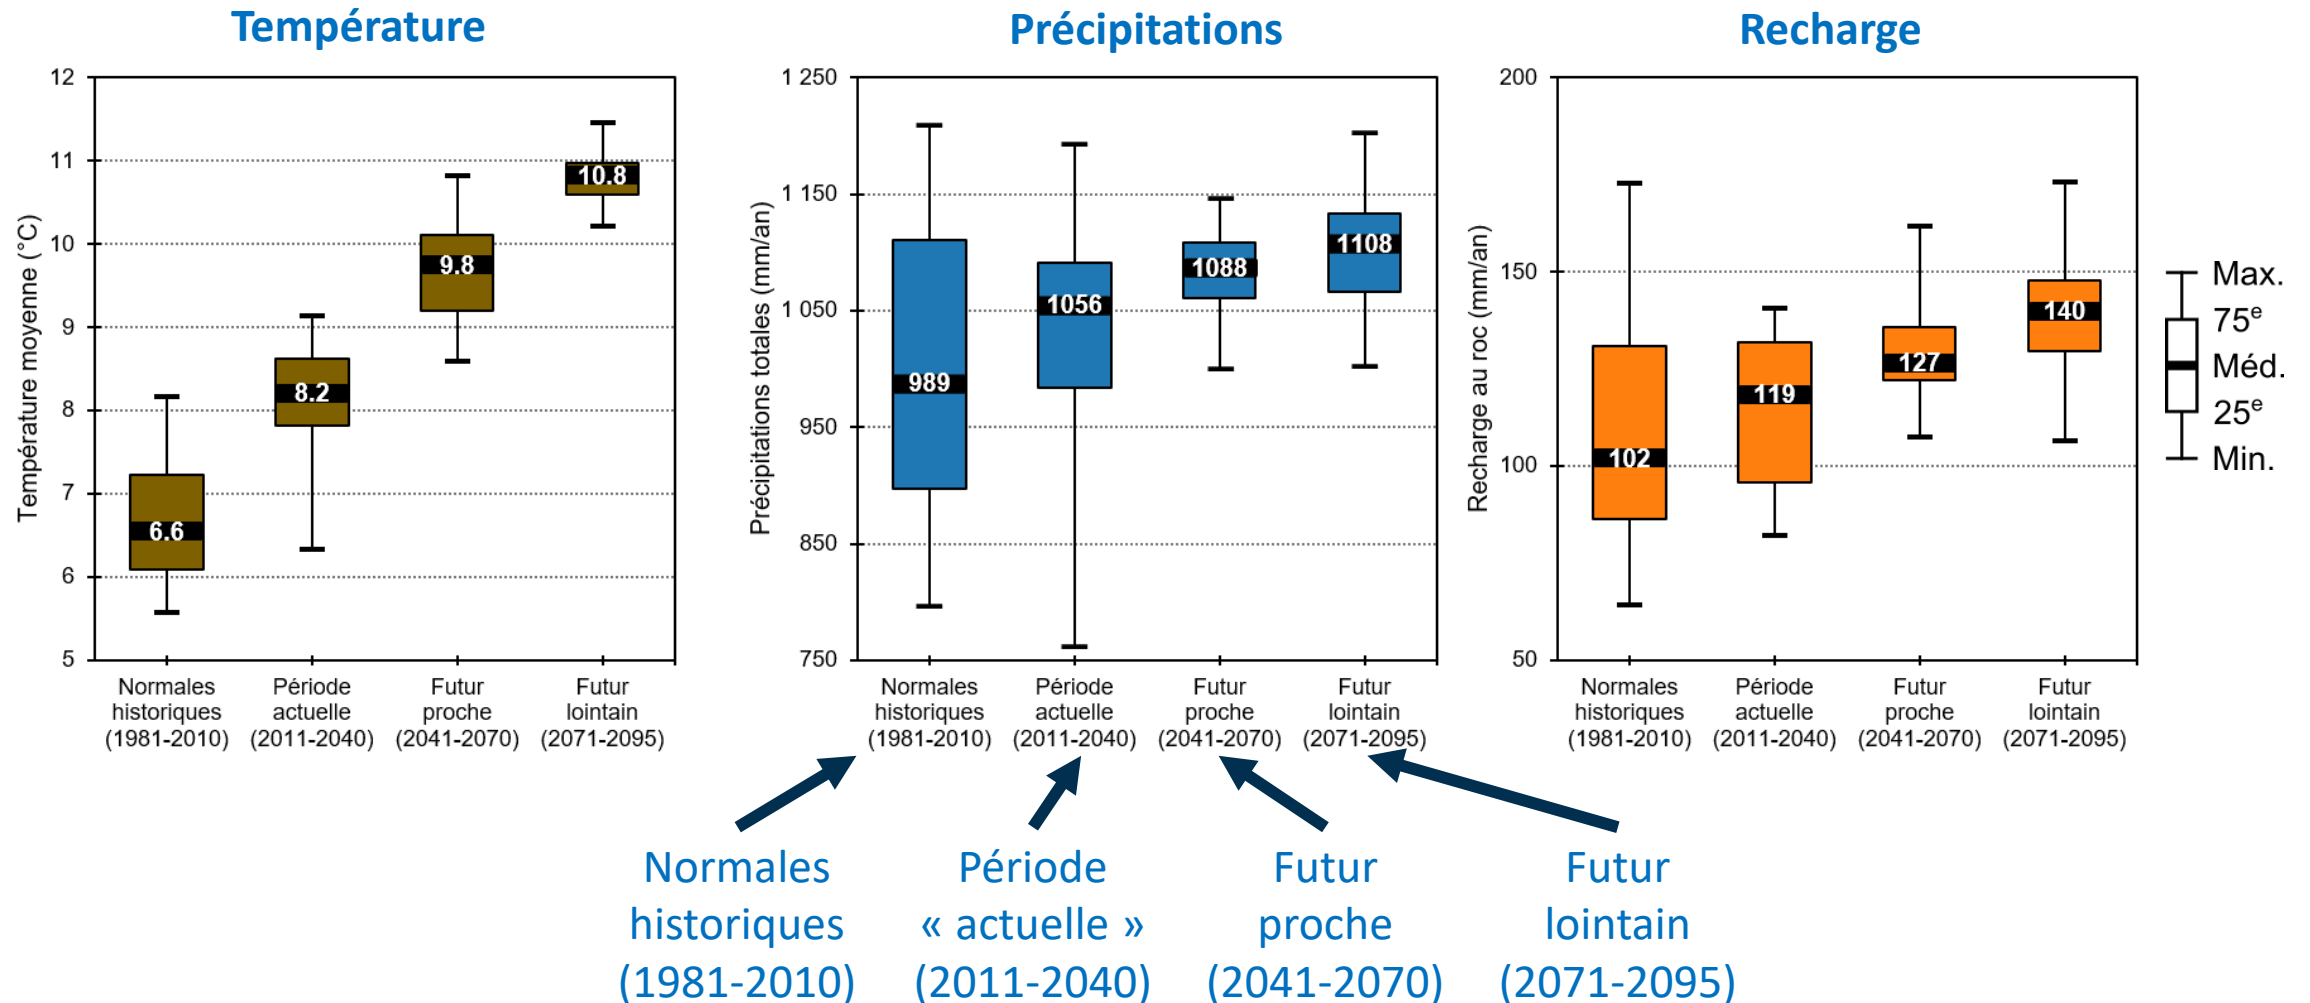 Température
12
11
10
9
8
7
6
5
Température moyenne (°C)
6.6
8.2
9.8
10.8
Normales
historiques
(1981-2010)
Période
actuelle
(2011-2040)
Futur
proche
(2041-2070)
Futur
lointain
(2071-2095)
Précipitations
1 250
1 150
1 050
950
850
750
Précipitations totales (mm/an)
989
1056
1088
1108
Normales
historiques
(1981-2010)
Période
actuelle
(2011-2040)
Futur
proche
(2041-2070)
Futur
lointain
(2071-2095)
Recharge
200
150
100
50
Recharge au roc (mm/an)
102
119
127
140
Normales
historiques
(1981-2010)
Période
actuelle
(2011-2040)
Futur
proche
(2041-2070)
Futur
lointain
(2071-2095)
Max.
75e
Méd.
25e
Min.
Normales
historiques
(1981-2010)
Période
« actuelle »
(2011-2040)
Futur
proche
(2041-2070)
Futur
lointain
(2071-2095)